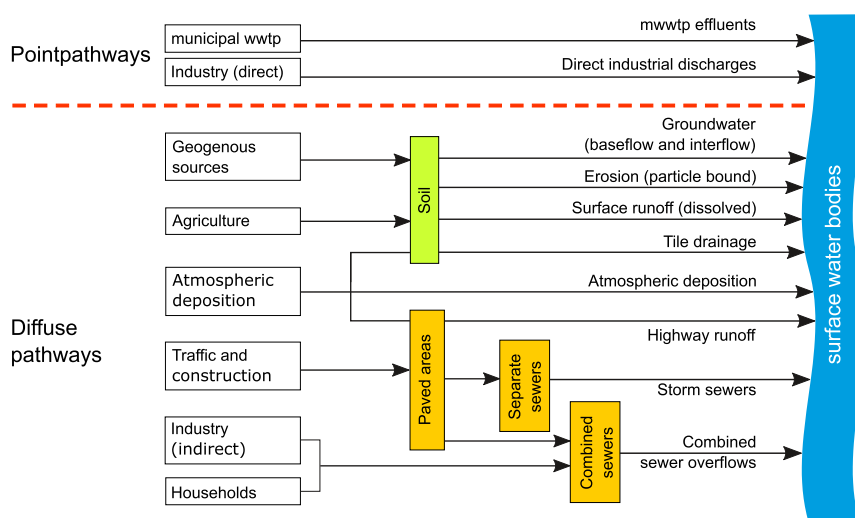 Pointpathways
municipal wwtp
mwwtp effluents
Industry (direct)
Direct industrial discharges
Diffuse
pathways
Geogenous
sources
Agriculture
Atmospheric
deposition
Traffic and
construction
Industry
(indirect)
Households
Soil
Paved areas
Separate
sewers
Combined
sewers
Groundwater
(baseflow and interflow)
Erosion (particle bound)
Surface runoff (dissolved)
Tile drainage
Atmospheric deposition
Highway runoff
Storm sewers
Combined
sewer overflows
surface water bodies